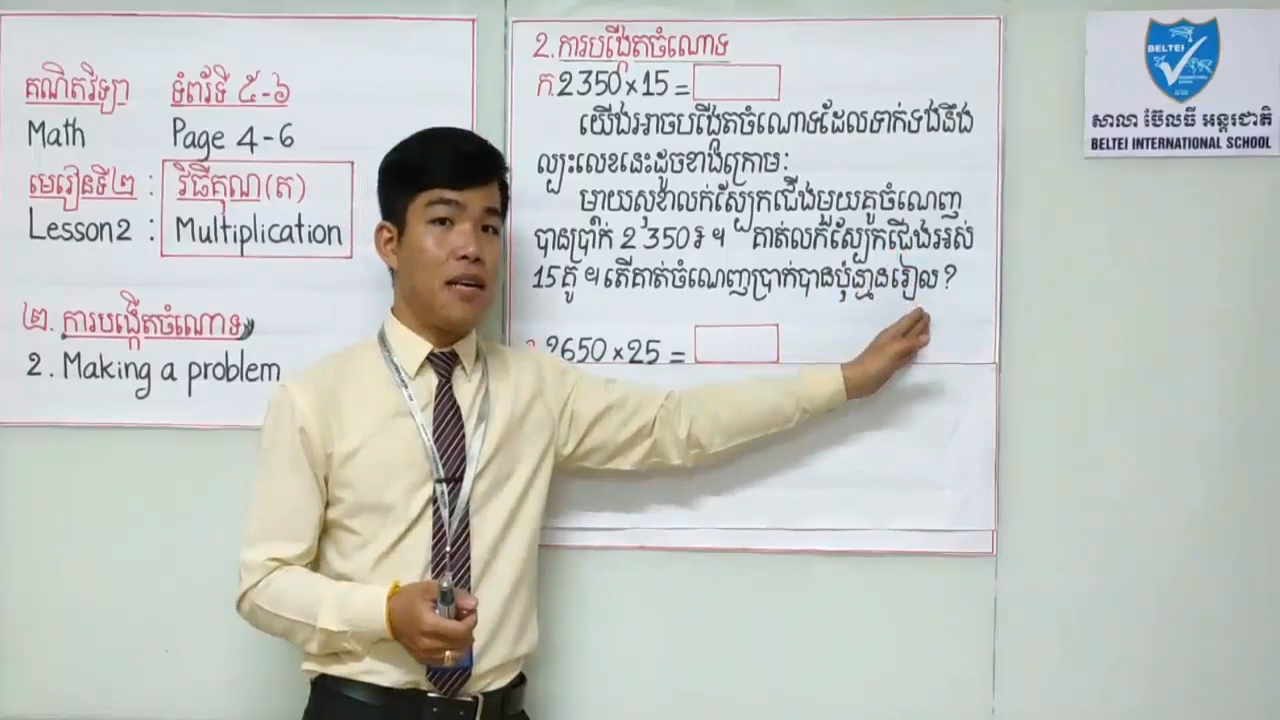 គណិតវិទ្យា ទំព័រទី ៥-៦
Math Page 4-6
មេរៀនទី២ : វិធីគុណ(ត)
Lesson2 : Multiplication
២. ការបង្កើតចំណោទ
2. Making a problem
2. ការបង្កើតចំណោទ
ក. 2350×15 =
យើងអាចបង្កើតចំណោទដែលទាក់ទងនឹង
ល្បះលេខនេះដូចខាងក្រោម:
ម្ដាយសុខាលក់ស្បែកជើងមួយគូចំណេញ
បានប្រាក់ 2350៛។ គាត់លក់ស្បែកជើងអស់
15គូ ។ តើគាត់ចំណេញប្រាក់បានប៉ុន្មានរៀល?
2650×25 =
BELTEI
សាលា ប៊ែលធី អន្តរជាតិ
BELTEI INTERNATIONAL SCHOOL